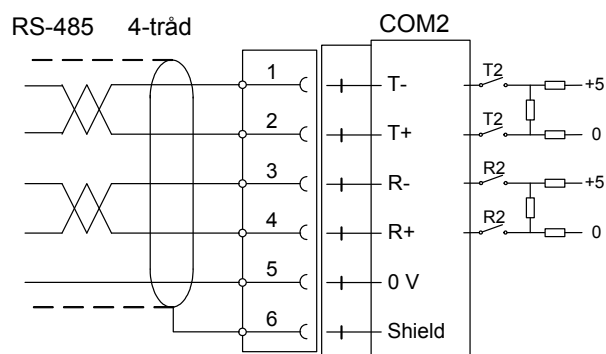 RS-485 4-tråd COM2
1 T- T2 +5
2 T+ T2 0
3 R- R2 +5
4 R+ R2 0
5 0 V
6 Shield